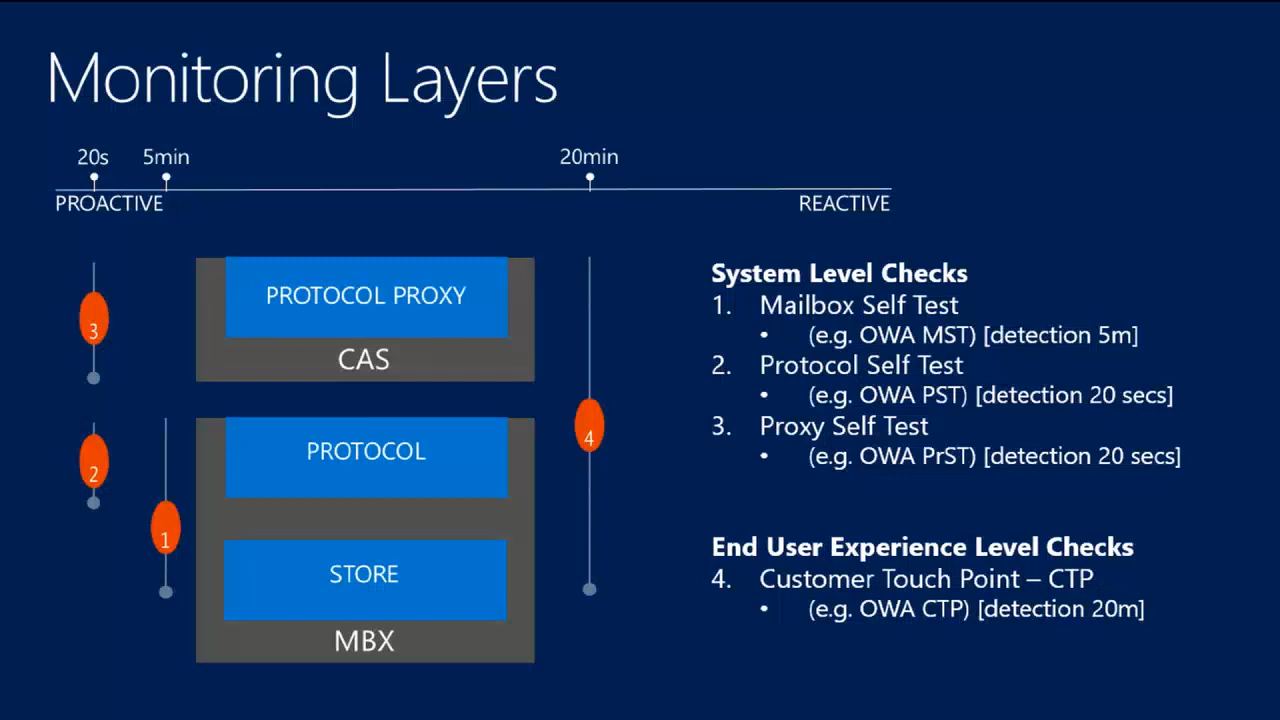 Monitoring Layers
20s 5min 20min
PROACTIVE REACTIVE
PROTOCOL PROXY
CAS
3
PROTOCOL
2
1
STORE
MBX
4
System Level Checks
1. Mailbox Self Test
• (e.g. OWA MST) [detection 5m]
2. Protocol Self Test
• (e.g. OWA PST) [detection 20 secs]
3. Proxy Self Test
• (e.g. OWA PrST) [detection 20 secs]
End User Experience Level Checks
4. Customer Touch Point – CTP
• (e.g. OWA CTP) [detection 20m]